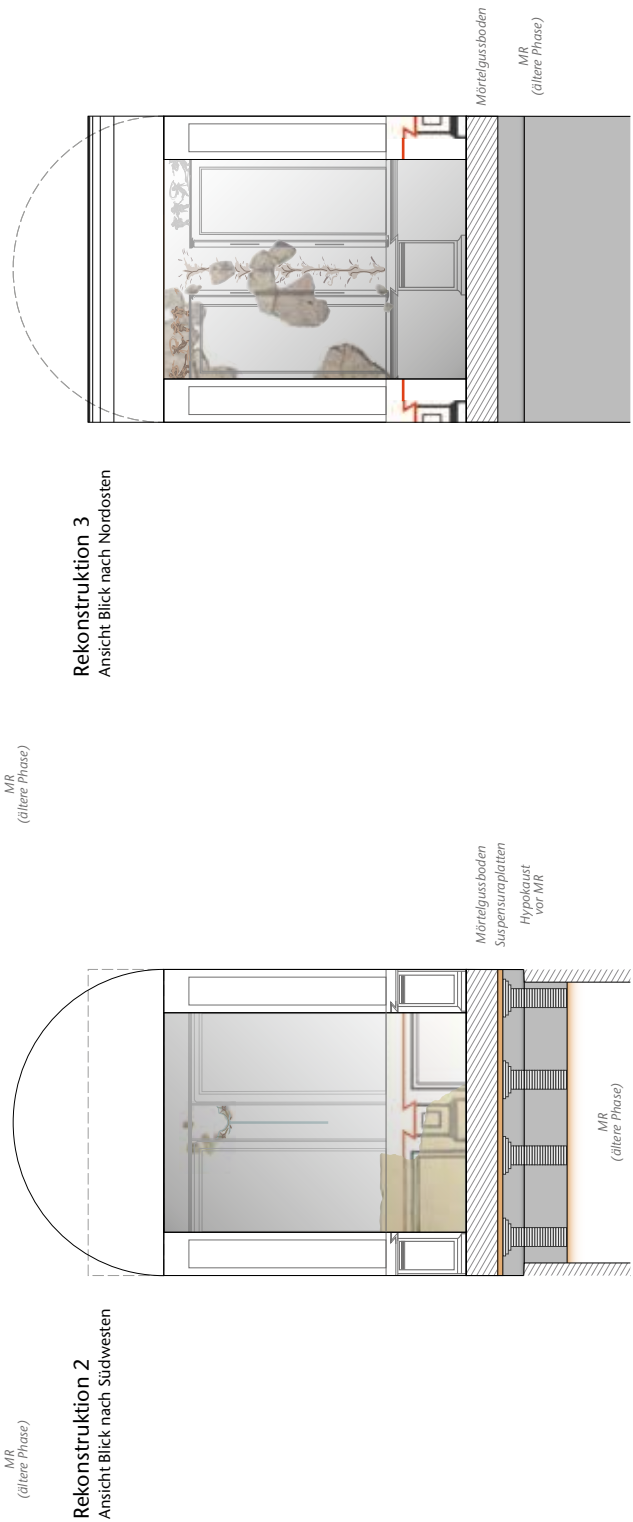 MR
(ältere Phase)
Rekonstruktion 2
Ansicht Blick nach Südwesten
Mörtelgussboden
Suspensuraplatten
Hypokaust
vor MR
MR
(ältere Phase)
MR
(ältere Phase)
Rekonstruktion 3
Ansicht Blick nach Nordosten
Mörtelgussboden
MR
(ältere Phase)